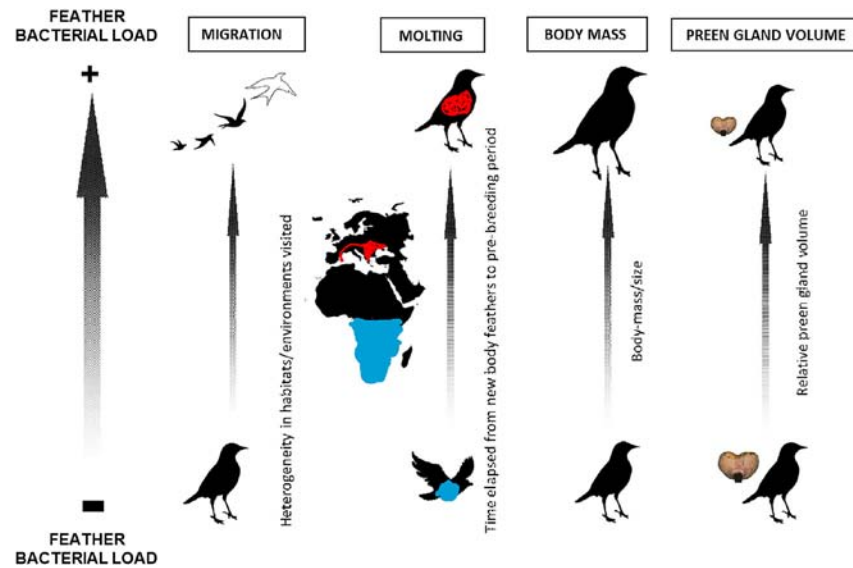 FEATHER
BACTERIAL LOAD
+
MIGRATION
MOLTING
BODY MASS
PREEN GLAND VOLUME
Heterogeneity in habitats/environments visited
Time elapsed from new body feathers to pre-breeding period
Body-mass/size
Relative preen gland volume
-
FEATHER
BACTERIAL LOAD